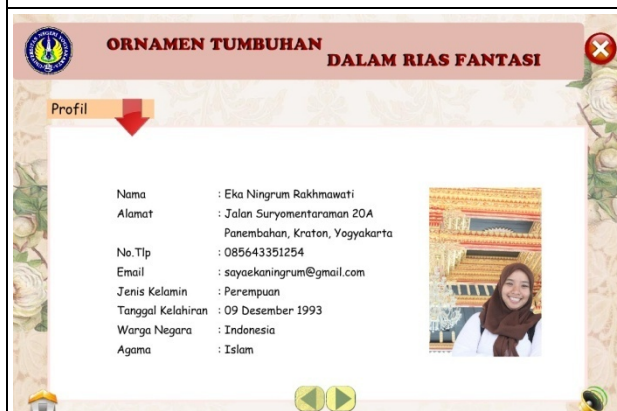 ORNAMEN TUMBUHAN
DALAM RIAS FANTASI
Profil
Nama : Eka Ningrum Rakhmawati
Alamat : Jalan Suryomentaraman 20A
Panembahan, Kraton, Yogyakarta
No.Tlp : 085643351254
Email : sayaekaningrum@gmail.com
Jenis Kelamin : Perempuan
Tanggal Kelahiran : 09 Desember 1993
Warga Negara : Indonesia
Agama : Islam